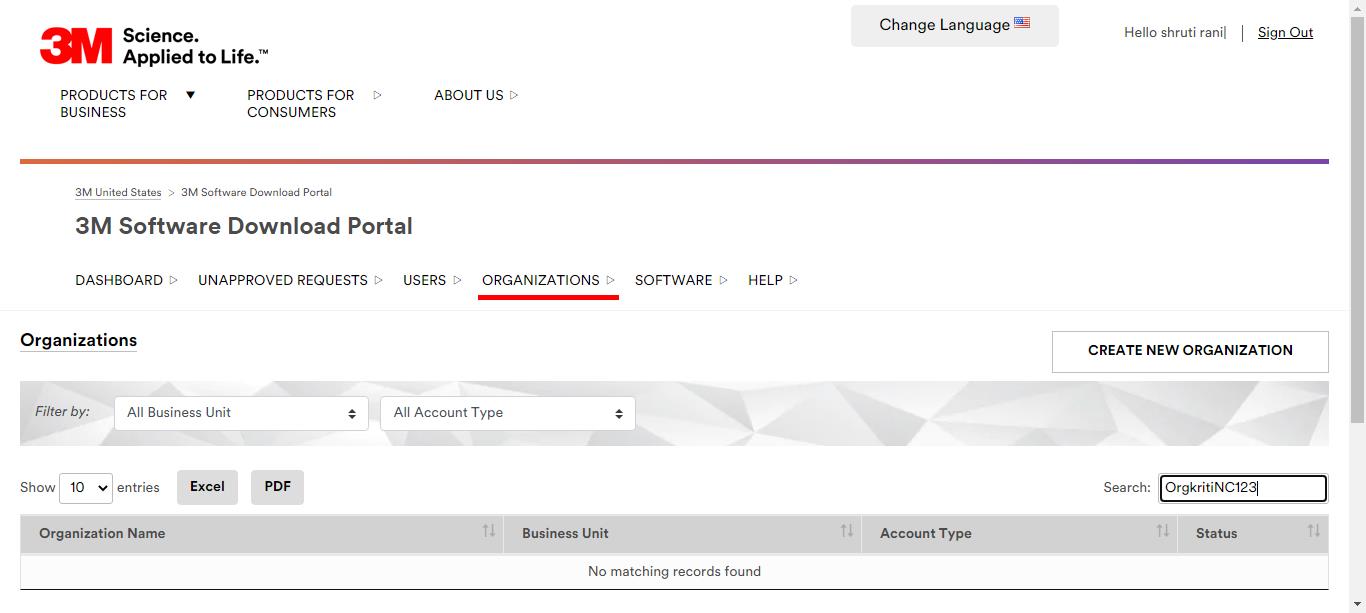 3M Science.
Applied to Life.™
Change Language
Hello shruti rani| | Sign Out
PRODUCTS FOR BUSINESS ▼
PRODUCTS FOR CONSUMERS ▷
ABOUT US ▷
3M United States > 3M Software Download Portal
3M Software Download Portal
DASHBOARD ▷ UNAPPROVED REQUESTS ▷ USERS ▷ ORGANIZATIONS ▷ SOFTWARE ▷ HELP ▷
Organizations
CREATE NEW ORGANIZATION
Filter by: All Business Unit All Account Type
Show 10 entries Excel PDF Search: OrgkritiNC123
Organization Name Business Unit Account Type Status
No matching records found